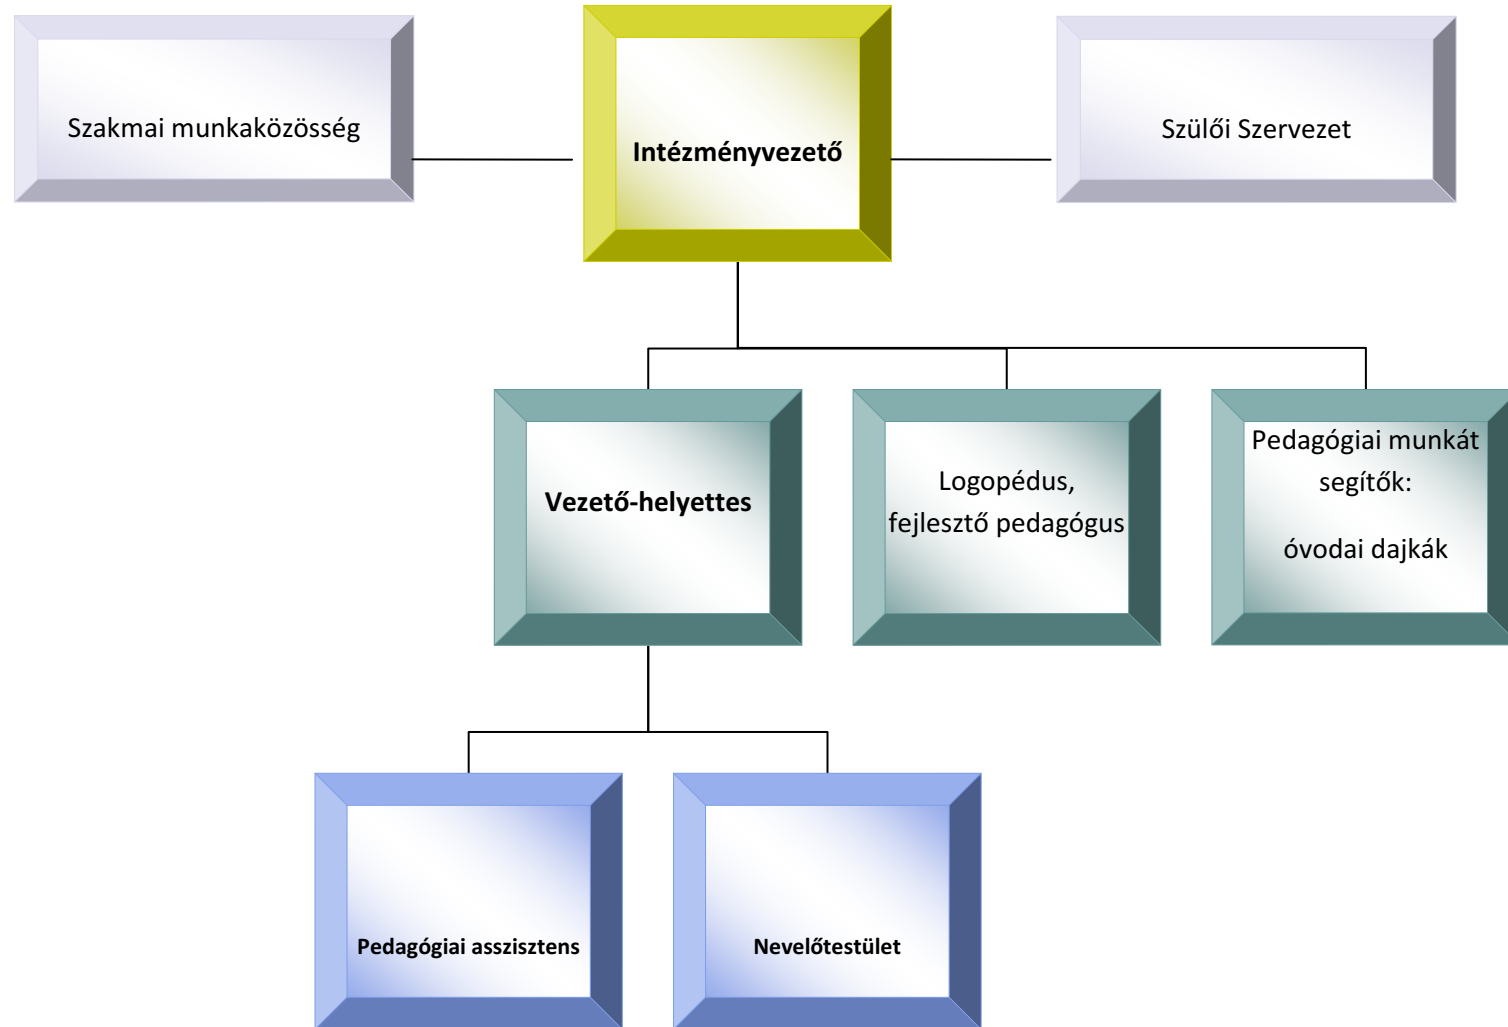 Szakmai munkaközösség
Intézményvezető
Szülői Szervezet
Vezető-helyettes
Logopédus,
fejlesztő pedagógus
Pedagógiai munkát
segítők:
óvodai dajkák
Pedagógiai asszisztens
Nevelőtestület